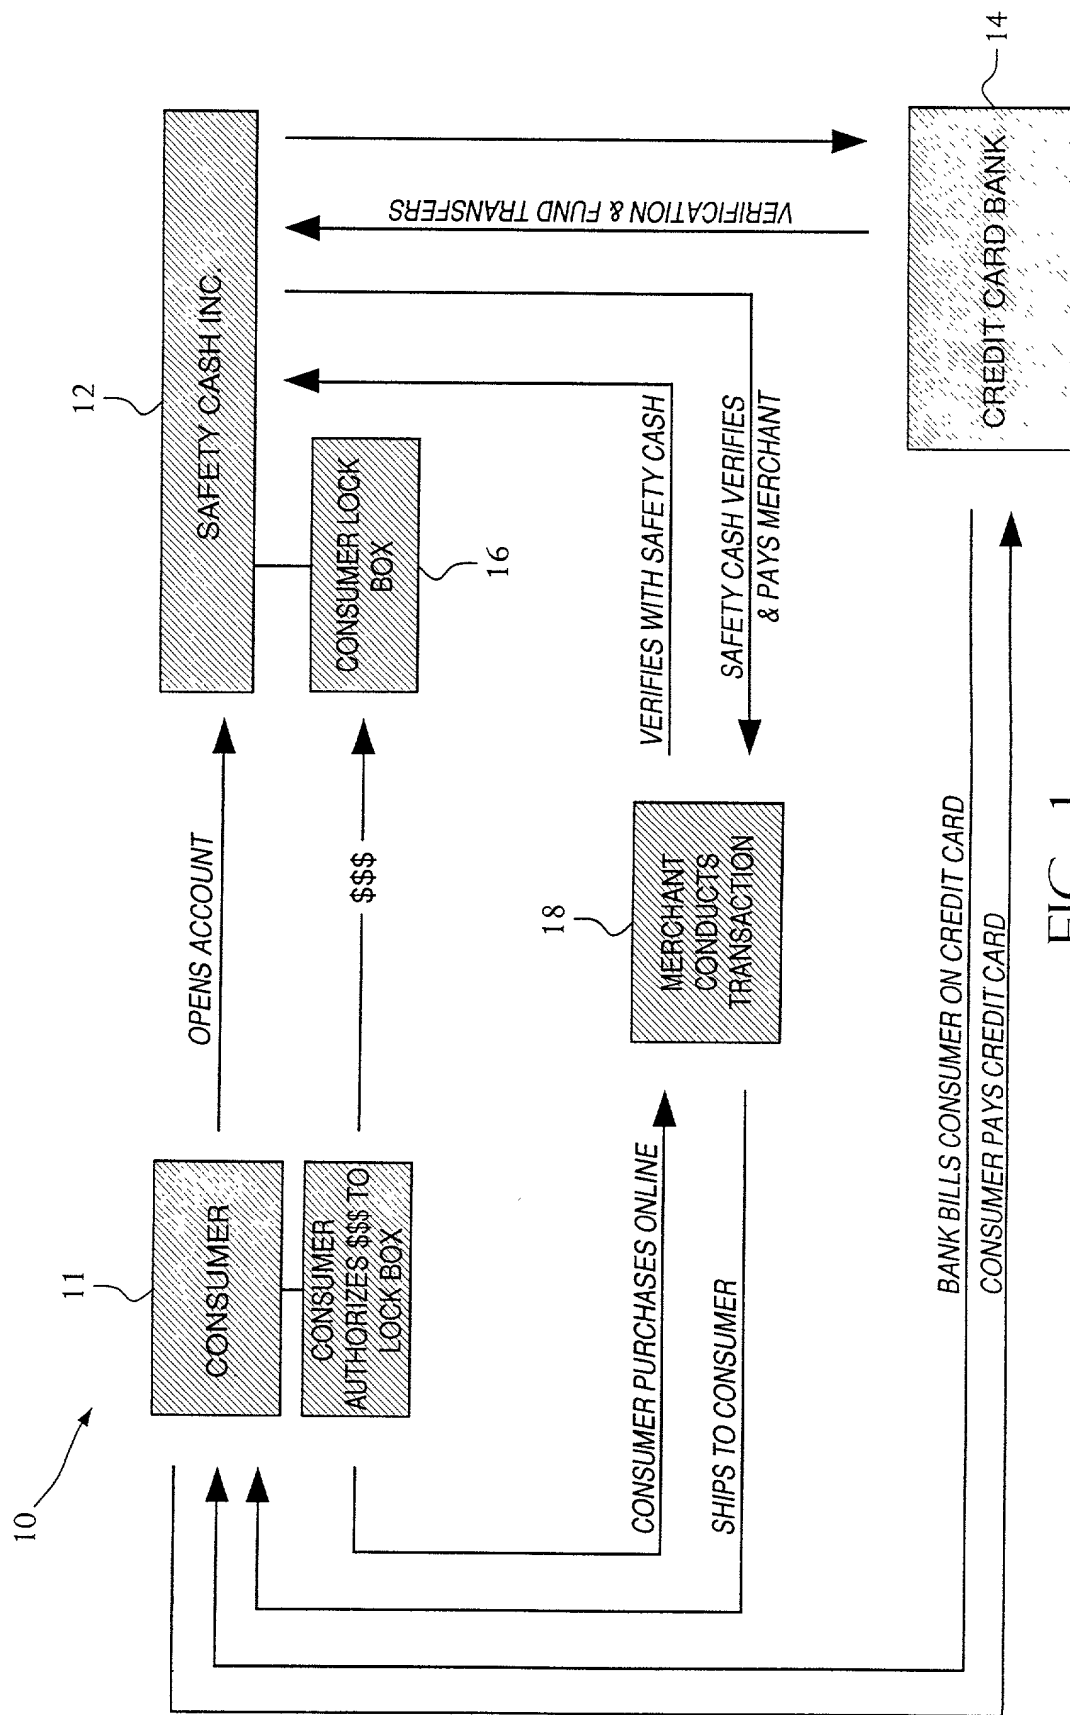 10
11
CONSUMER
CONSUMER
AUTHORIZES $$$ TO
LOCK BOX
OPENS ACCOUNT
$$$
12
SAFETY CASH INC.
CONSUMER LOCK
BOX
16
CONSUMER PURCHASES ONLINE
SHIPS TO CONSUMER
18
MERCHANT
CONDUCTS
TRANSACTION
VERIFIES WITH SAFETY CASH
SAFETY CASH VERIFIES
& PAYS MERCHANT
VERIFICATION & FUND TRANSFERS
14
CREDIT CARD BANK
BANK BILLS CONSUMER ON CREDIT CARD
CONSUMER PAYS CREDIT CARD
FIG. 1